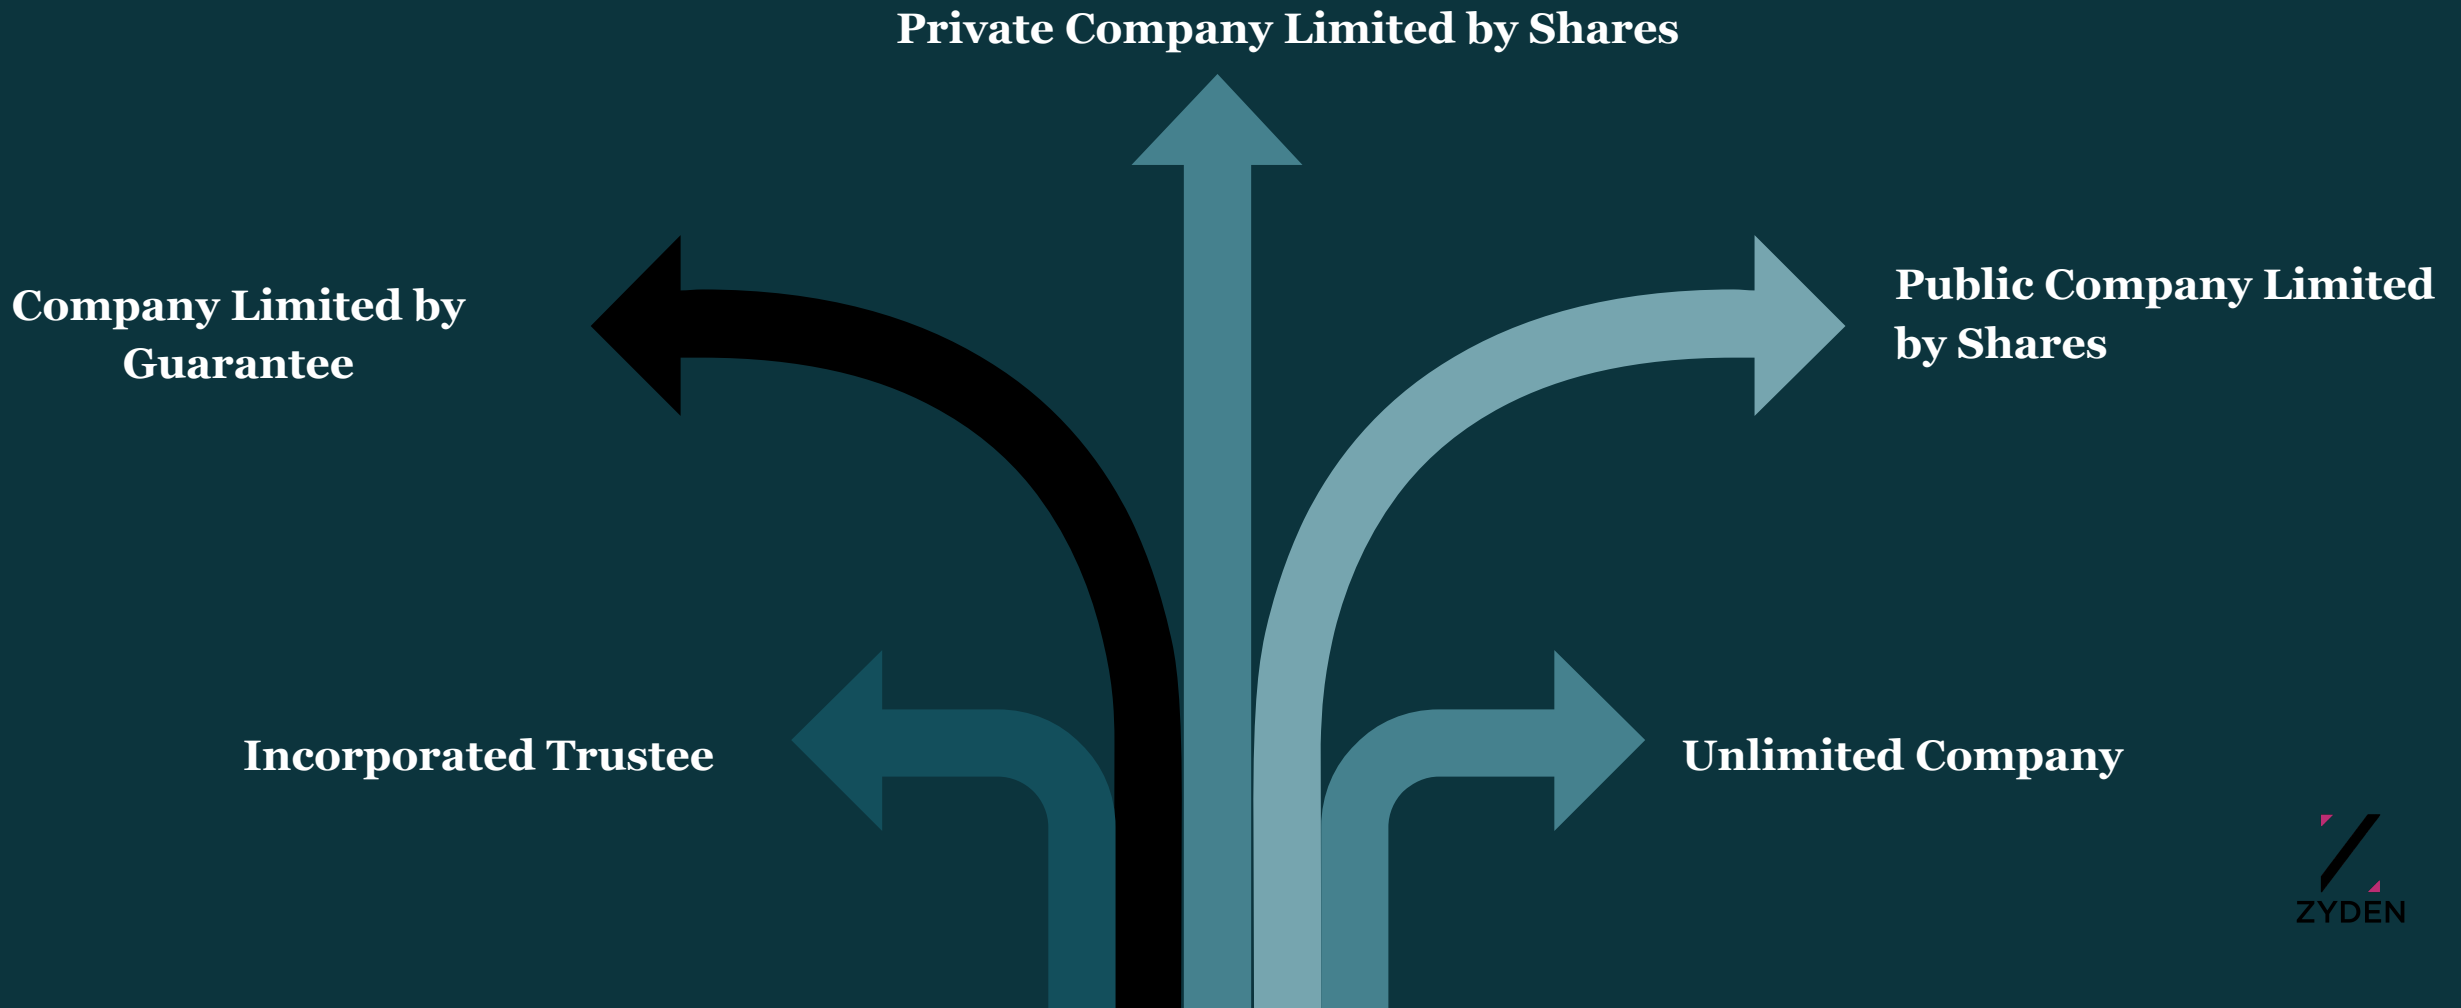 Private Company Limited by Shares
Company Limited by
Guarantee
Public Company Limited
by Shares
Incorporated Trustee
Unlimited Company
ZYDEN